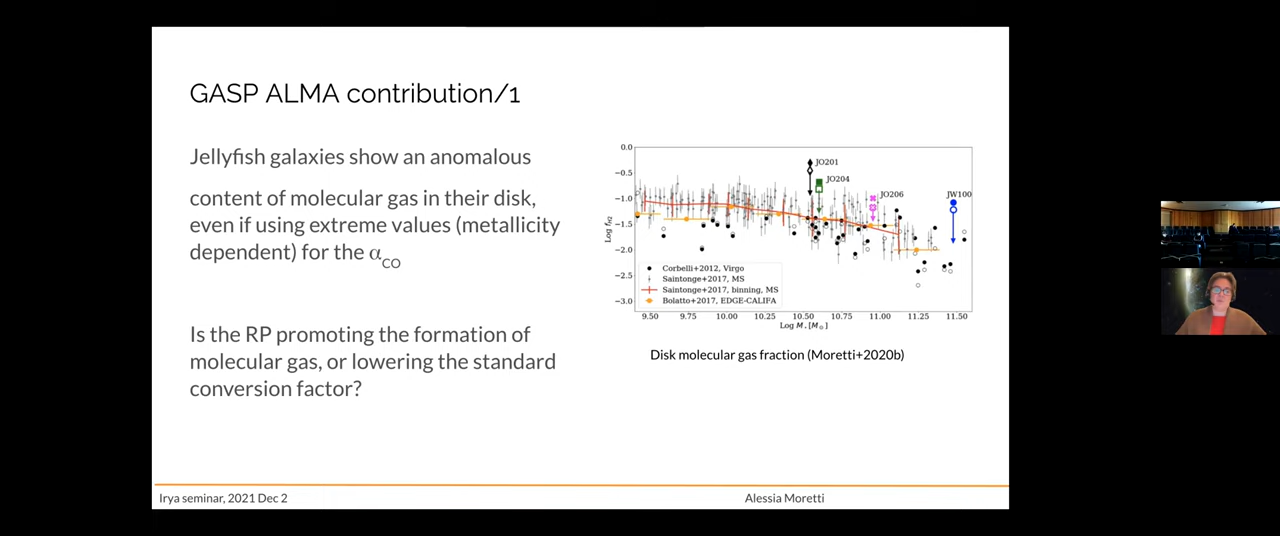 GASP ALMA contribution/1
Jellyfish galaxies show an anomalous
content of molecular gas in their disk,
even if using extreme values (metallicity
dependent) for the αCO
Is the RP promoting the formation of
molecular gas, or lowering the standard
conversion factor?
0.0
−0.5
−1.0
−1.5
−2.0
−2.5
−3.0
Log fH2
JO201
JO204
JO206
JW100
Corbelli+2012, Virgo
Saintonge+2017, MS
Saintonge+2017, binning, MS
Bolatto+2017, EDGE-CALIFA
9.50 9.75 10.00 10.25 10.50 10.75 11.00 11.25 11.50
Log M⋆[M⊙]
Disk molecular gas fraction (Moretti+2020b)
Irya seminar, 2021 Dec 2
Alessia Moretti